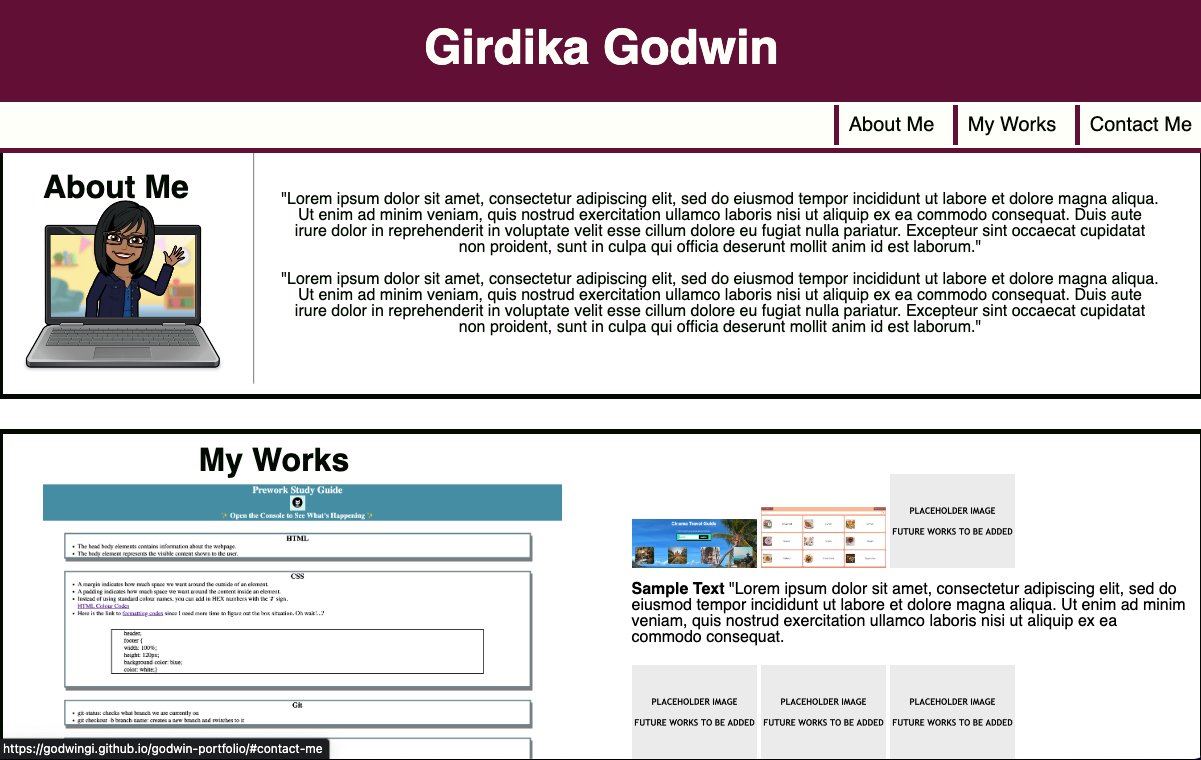 Girdika Godwin
About Me
My Works
Contact Me
About Me
"Lorem ipsum dolor sit amet, consectetur adipiscing elit, sed do eiusmod tempor incididunt ut labore et dolore magna aliqua.
Ut enim ad minim veniam, quis nostrud exercitation ullamco laboris nisi ut aliquip ex ea commodo consequat. Duis aute
irure dolor in reprehenderit in voluptate velit esse cillum dolore eu fugiat nulla pariatur. Excepteur sint occaecat cupidatat
non proident, sunt in culpa qui officia deserunt mollit anim id est laborum."
"Lorem ipsum dolor sit amet, consectetur adipiscing elit, sed do eiusmod tempor incididunt ut labore et dolore magna aliqua.
Ut enim ad minim veniam, quis nostrud exercitation ullamco laboris nisi ut aliquip ex ea commodo consequat. Duis aute
irure dolor in reprehenderit in voluptate velit esse cillum dolore eu fugiat nulla pariatur. Excepteur sint occaecat cupidatat
non proident, sunt in culpa qui officia deserunt mollit anim id est laborum."
My Works
Prework Study Guide
✨ Open the Console to See What's Happening ✨
HTML
• The head body elements contains information about the webpage.
• The body element represents the visible content shown to the user.
CSS
• A margin indicates how much space we want around the outside of an element.
• A padding indicates how much space we want around the content inside an element.
• Instead of using standard colour names, you can add in HEX numbers with the '#' sign.
HTML Colour Codes
• Here is the link to formatting codes since I need more time to figure out the box situation. Oh wait!...?
header,
footer {
width: 100%;
height: 120px;
background-color: blue;
color: white;}
Git
• git status: checks what branch we are currently on
• git checkout -b branch-name: creates a new branch and switches to it
Travel Guide
PLACEHOLDER IMAGE
FUTURE WORKS TO BE ADDED
Sample Text "Lorem ipsum dolor sit amet, consectetur adipiscing elit, sed do
eiusmod tempor incididunt ut labore et dolore magna aliqua. Ut enim ad minim
veniam, quis nostrud exercitation ullamco laboris nisi ut aliquip ex ea
commodo consequat.
PLACEHOLDER IMAGE
FUTURE WORKS TO BE ADDED
PLACEHOLDER IMAGE
FUTURE WORKS TO BE ADDED
PLACEHOLDER IMAGE
FUTURE WORKS TO BE ADDED
https://godwingi.github.io/godwin-portfolio/#contact-me